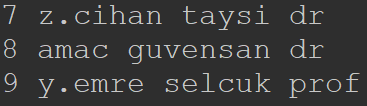 7 z.cihan taysi dr
8 amac guvensan dr
9 y.emre selcuk prof